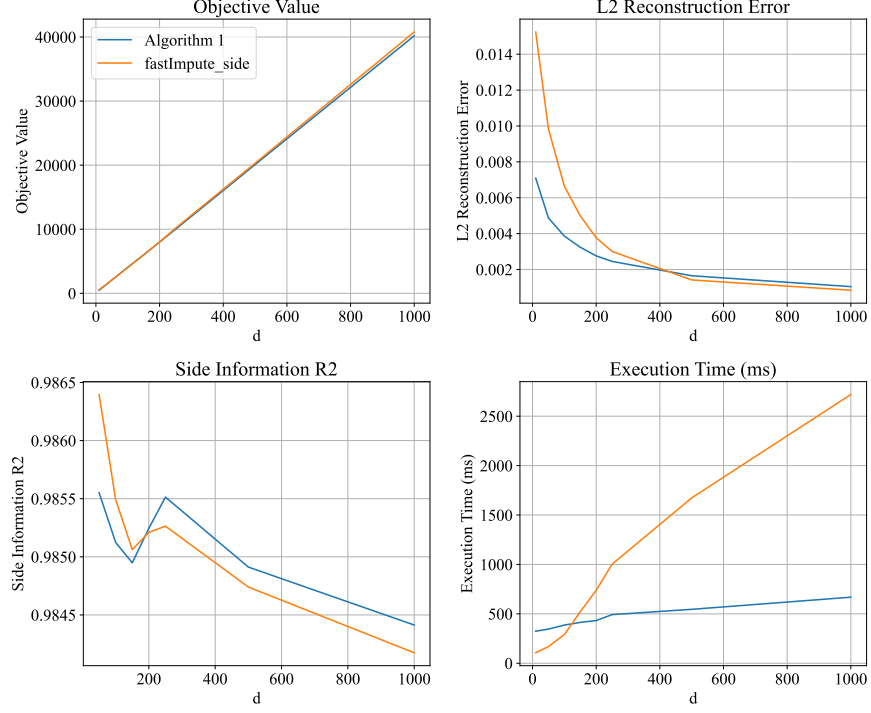 Objective Value
Objective Value
40000
30000
20000
10000
0
Algorithm 1
fastImpute_side
0 200 400 600 800 1000
d
L2 Reconstruction Error
L2 Reconstruction Error
0.014
0.012
0.010
0.008
0.006
0.004
0.002
0 200 400 600 800 1000
d
Side Information R2
Side Information R2
0.9865
0.9860
0.9855
0.9850
0.9845
200 400 600 800 1000
d
Execution Time (ms)
Execution Time (ms)
2500
2000
1500
1000
500
0
0 200 400 600 800 1000
d